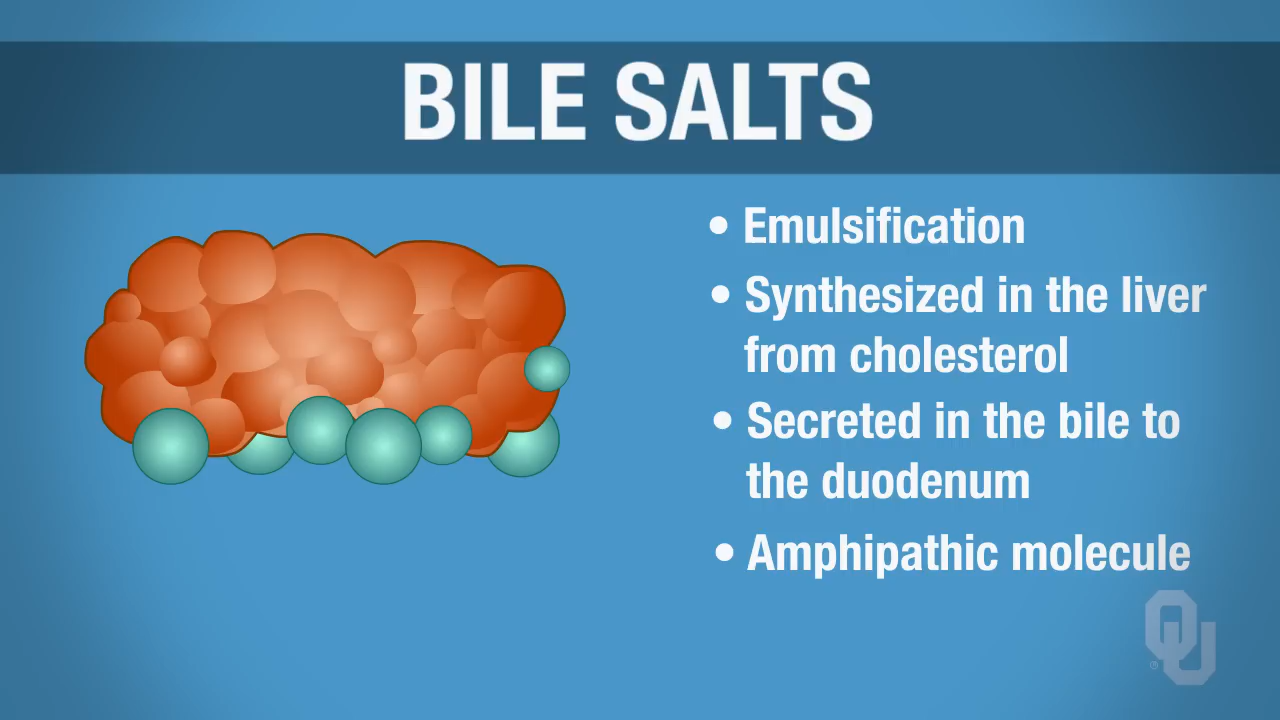 BILE SALTS
• Emulsification
• Synthesized in the liver
from cholesterol
• Secreted in the bile to
the duodenum
• Amphipathic molecule
OU
®